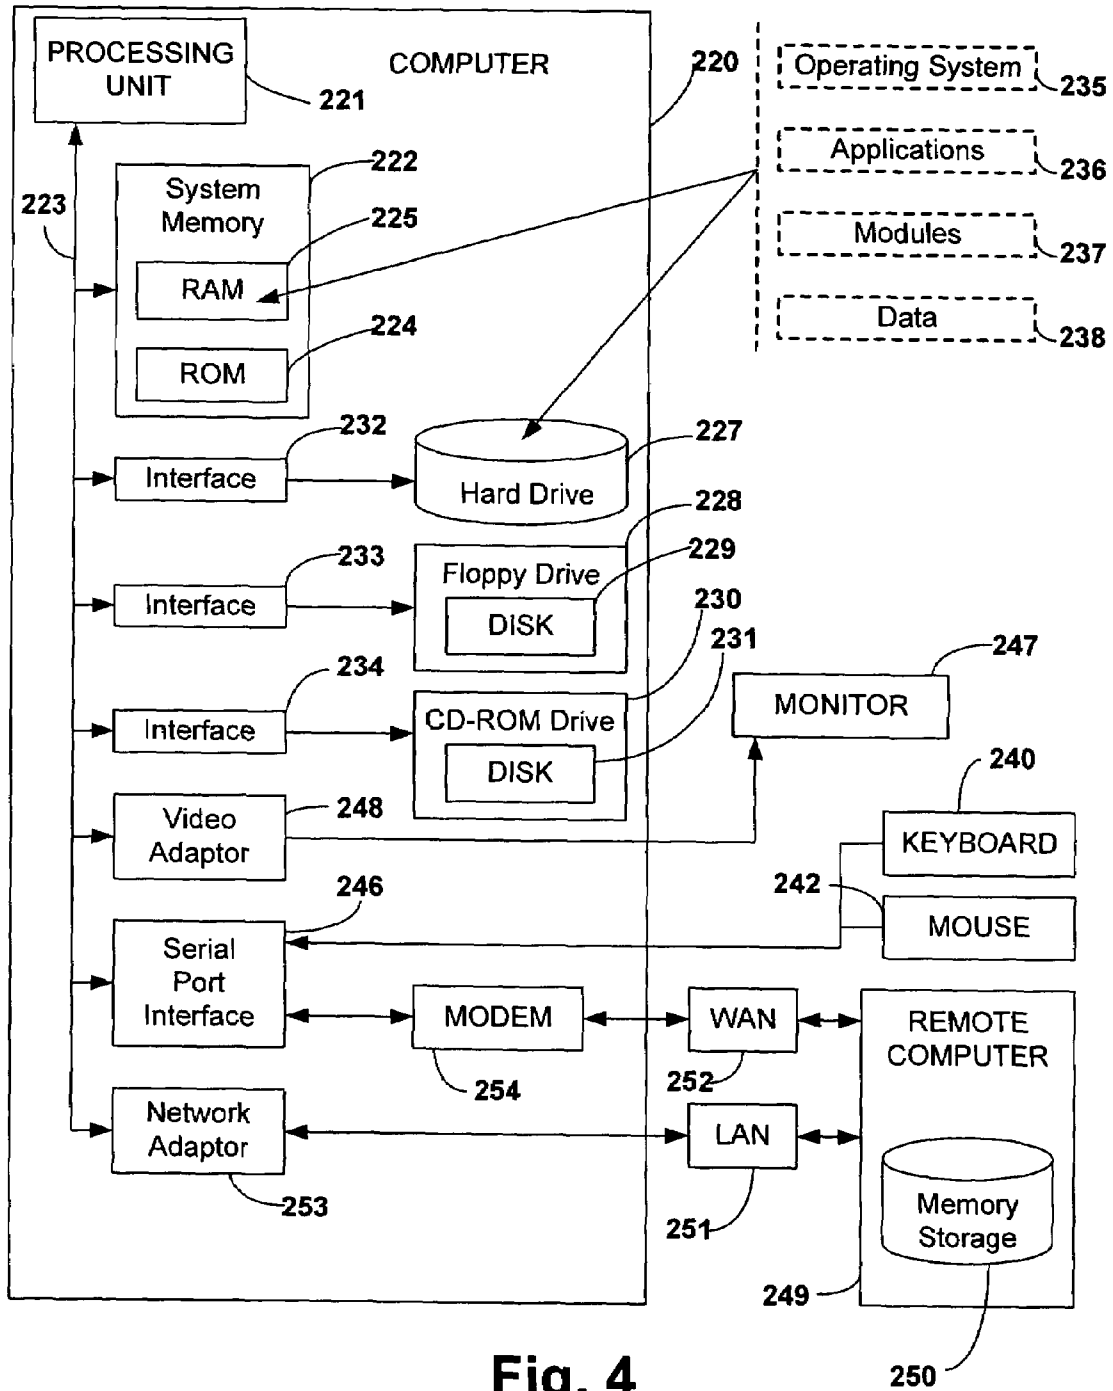 PROCESSING
UNIT
221
COMPUTER
220
Operating System
235
Applications
236
Modules
237
Data
238
222
223
System
Memory
225
RAM
224
ROM
232
Interface
227
Hard Drive
228
233
229
Interface
Floppy Drive
DISK
230
231
234
Interface
CD-ROM Drive
DISK
247
MONITOR
248
Video
Adaptor
240
KEYBOARD
242
MOUSE
246
Serial
Port
Interface
MODEM
254
WAN
252
REMOTE
COMPUTER
Network
Adaptor
253
LAN
251
Memory
Storage
249
250
Fig. 4